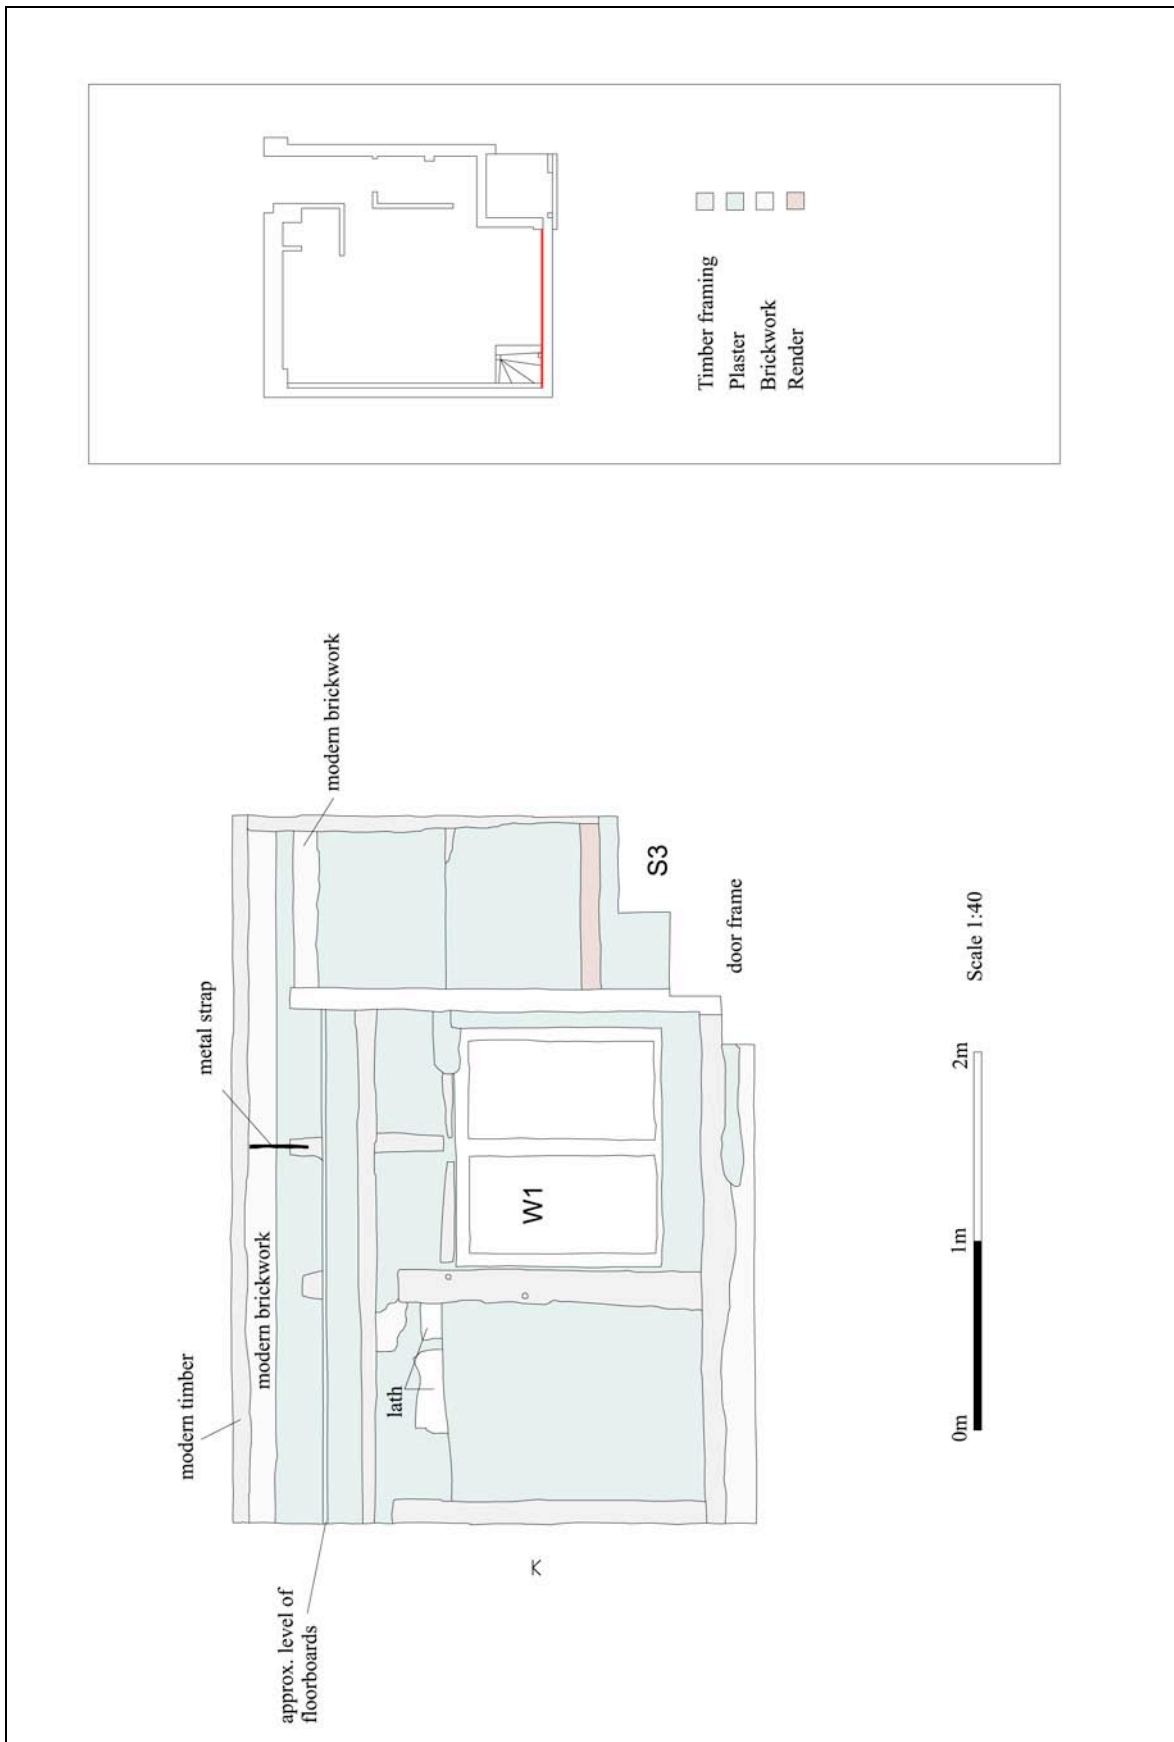 Timber framing
Plaster
Brickwork
Render
modern timber
modern brickwork
metal strap
modern brickwork
approx. level of
floorboards
lath
W1
S3
door frame
K
0m
1m
2m
Scale 1:40